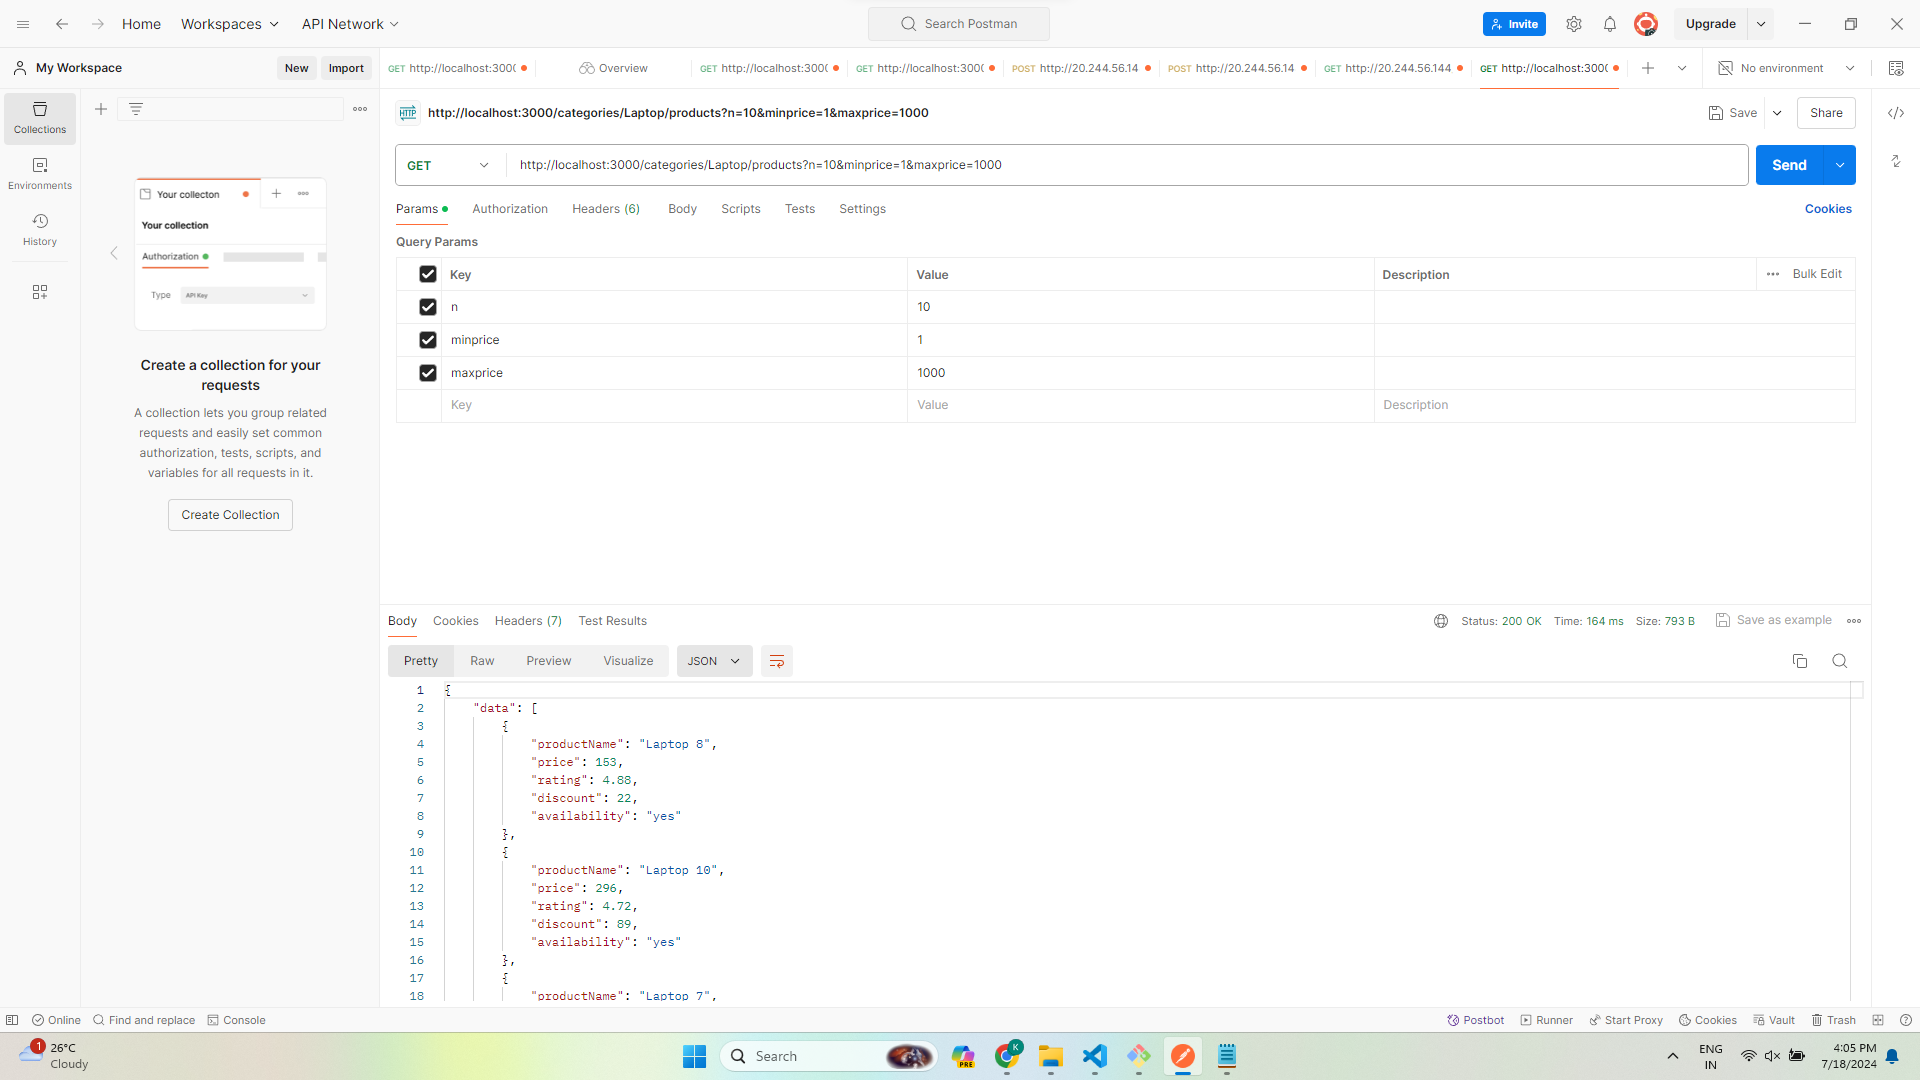 Home Workspaces API Network Search Postman Invite Upgrade
My Workspace New Import GET http://localhost:300 Overview GET http://localhost:300 GET http://localhost:300 POST http://20.244.56.14 POST http://20.244.56.14 GET http://20.244.56.144 GET http://localhost:300 No environment
Collections
Environments
History
Your collecton
Your collection
Authorization
Type API Key
Create a collection for your
requests
A collection lets you group related
requests and easily set common
authorization, tests, scripts, and
variables for all requests in it.
Create Collection
HTTP http://localhost:3000/categories/Laptop/products?n=10&minprice=1&maxprice=1000 Save Share
GET http://localhost:3000/categories/Laptop/products?n=10&minprice=1&maxprice=1000 Send
Params Authorization Headers (6) Body Scripts Tests Settings Cookies
Query Params
Key Value Description Bulk Edit
n 10
minprice 1
maxprice 1000
Key Value Description
Body Cookies Headers (7) Test Results Status: 200 OK Time: 164 ms Size: 793 B Save as example
Pretty Raw Preview Visualize JSON
1 {
2 "data": [
3 {
4 "productName": "Laptop 8",
5 "price": 153,
6 "rating": 4.88,
7 "discount": 22,
8 "availability": "yes"
9 },
10 {
11 "productName": "Laptop 10",
12 "price": 296,
13 "rating": 4.72,
14 "discount": 89,
15 "availability": "yes"
16 },
17 {
18 "productName": "Laptop 7",
Online Find and replace Console Postbot Runner Start Proxy Cookies Vault Trash
1 26°C
Cloudy
Search PRE K
ENG
IN
4:05 PM
7/18/2024